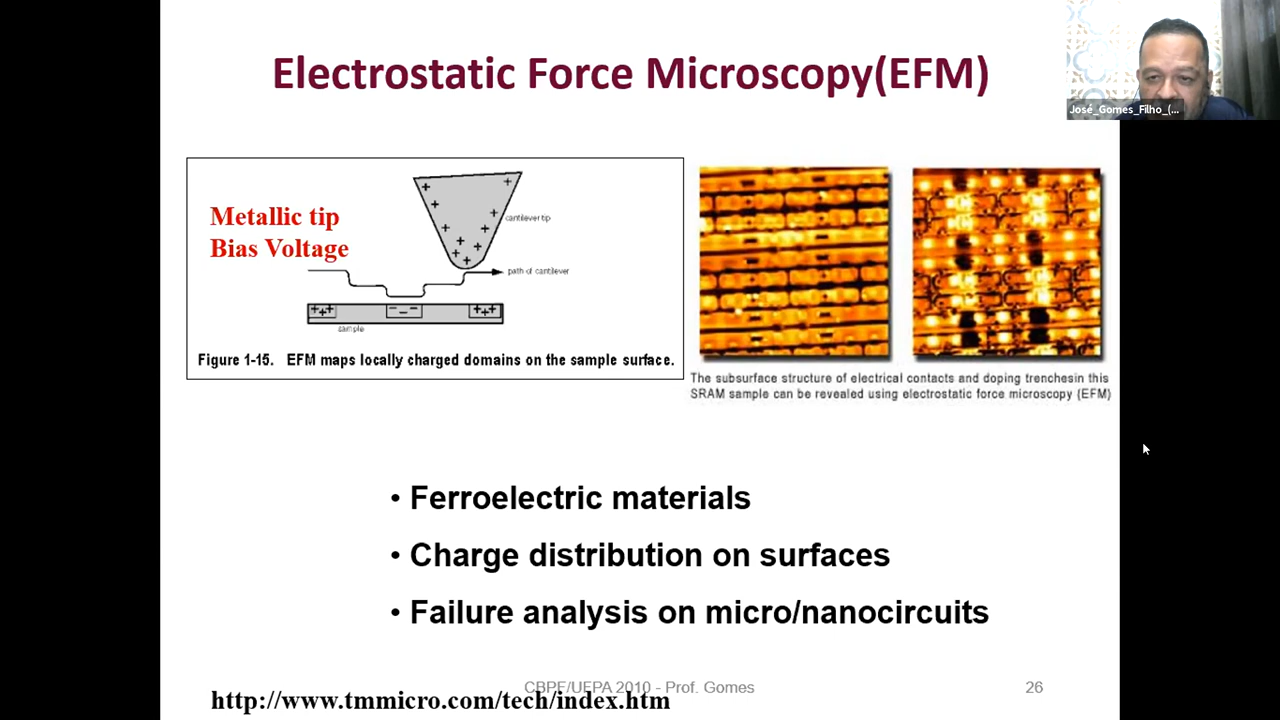 Electrostatic Force Microscopy(EFM)
José_Gomes_Filho_(...
Metallic tip
Bias Voltage
cantilever tip
path of cantilever
+ + +
− − −
+ + +
sample
Figure 1-15. EFM maps locally charged domains on the sample surface.
The subsurface structure of electrical contacts and doping trenchesin this
SRAM sample can be revealed using electrostatic force microscopy (EFM)
• Ferroelectric materials
• Charge distribution on surfaces
• Failure analysis on micro/nanocircuits
CBPF/UFPA 2010 - Prof. Gomes
26
http://www.tmmicro.com/tech/index.htm